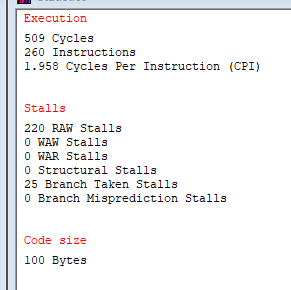 Execution
509 Cycles
260 Instructions
1.958 Cycles Per Instruction (CPI)
Stalls
220 RAW Stalls
0 WAW Stalls
0 WAR Stalls
0 Structural Stalls
25 Branch Taken Stalls
0 Branch Misprediction Stalls
Code size
100 Bytes